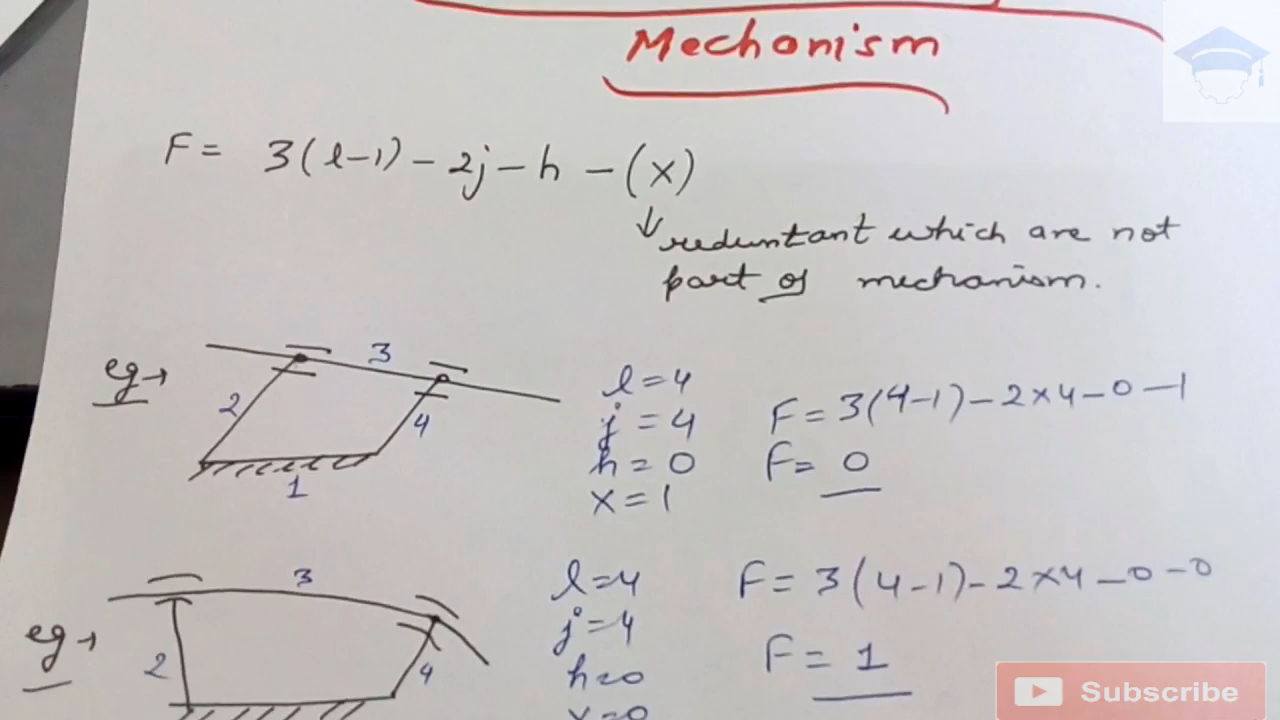 Mechanism
F = 3(l-1) - 2j - h - (x)
↓ reduntant which are not
part of mechanism.
eg→
3
2
4
1
l = 4
j = 4
h = 0
x = 1
F = 3(4-1) - 2×4 - 0 - 1
F = 0
eg→
3
2
4
l = 4
j = 4
h = 0
x = 0
F = 3(4-1) - 2×4 - 0 - 0
F = 1
Subscribe